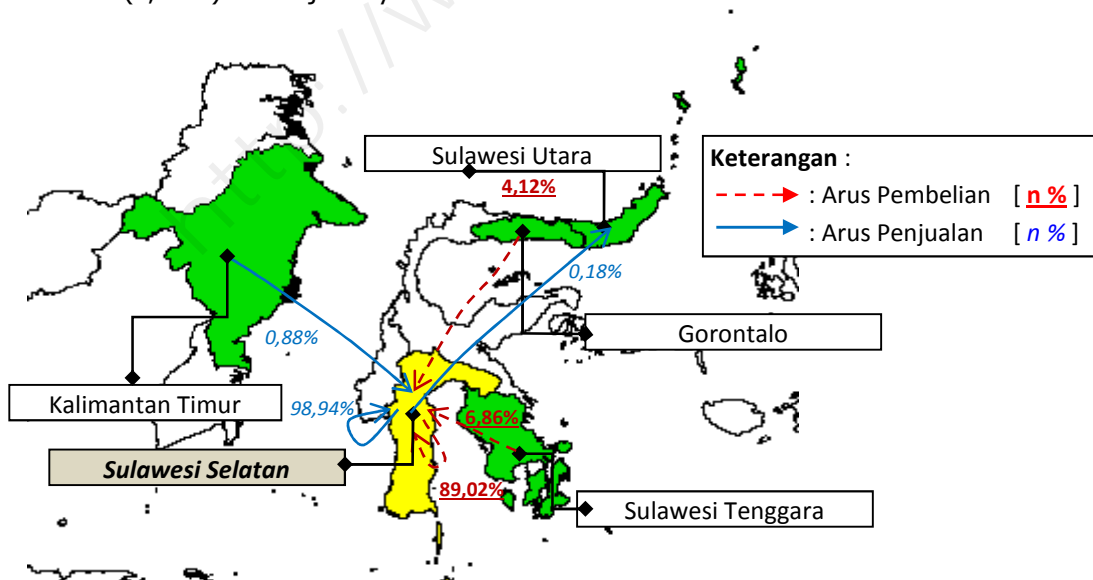 Sulawesi Utara
4,12%
Keterangan :
: Arus Pembelian [ n % ]
: Arus Penjualan [ n % ]
0,18%
Gorontalo
0,88%
Kalimantan Timur
98,94%
6,86%
Sulawesi Selatan
89,02%
Sulawesi Tenggara
http://w